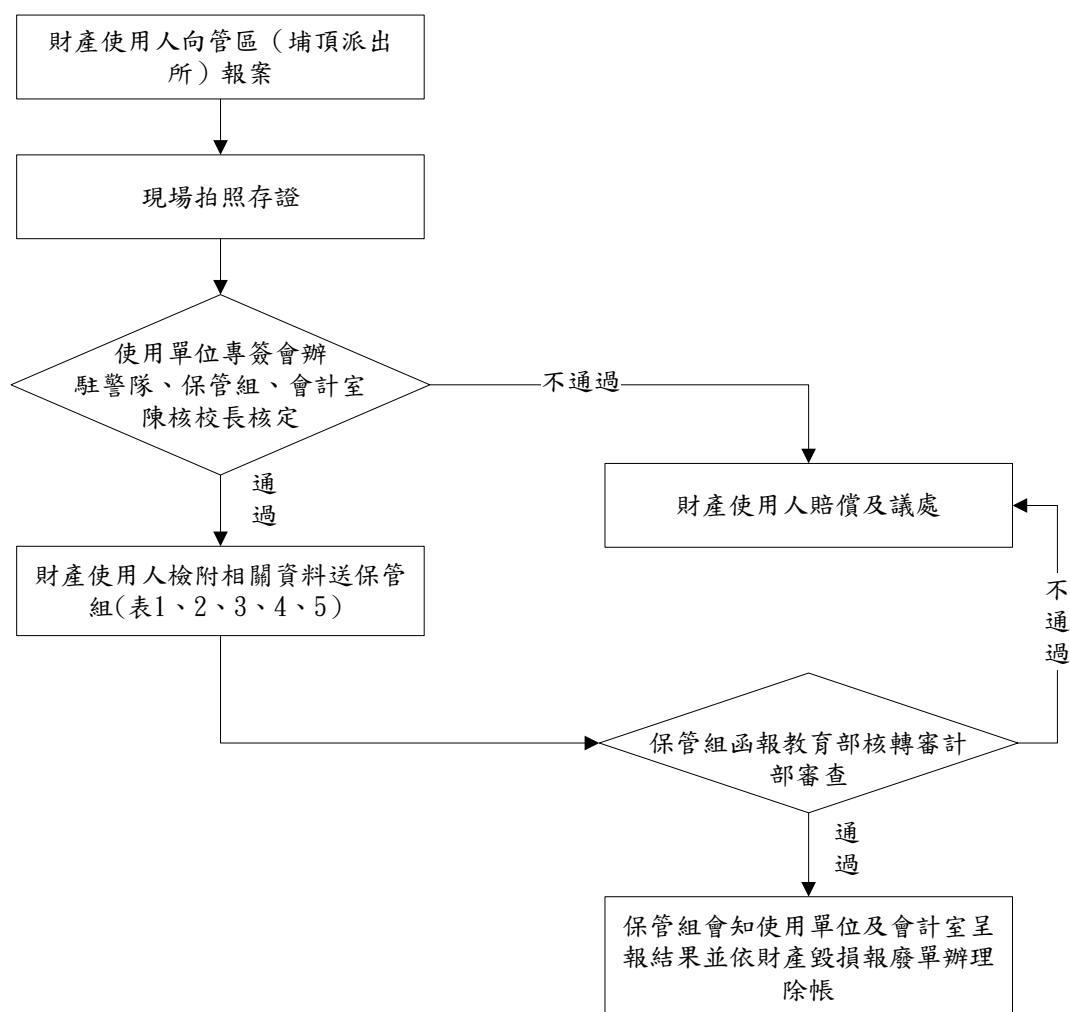 財產使用人向管區（埔頂派出
所）報案
現場拍照存證
使用單位專簽會辦
駐警隊、保管組、會計室
陳核校長核定
不通過
通
過
財產使用人賠償及議處
財產使用人檢附相關資料送保管
組(表1、2、3、4、5)
不
通
過
保管組函報教育部核轉審計
部審查
通
過
保管組會知使用單位及會計室呈
報結果並依財產毀損報廢單辦理
除帳